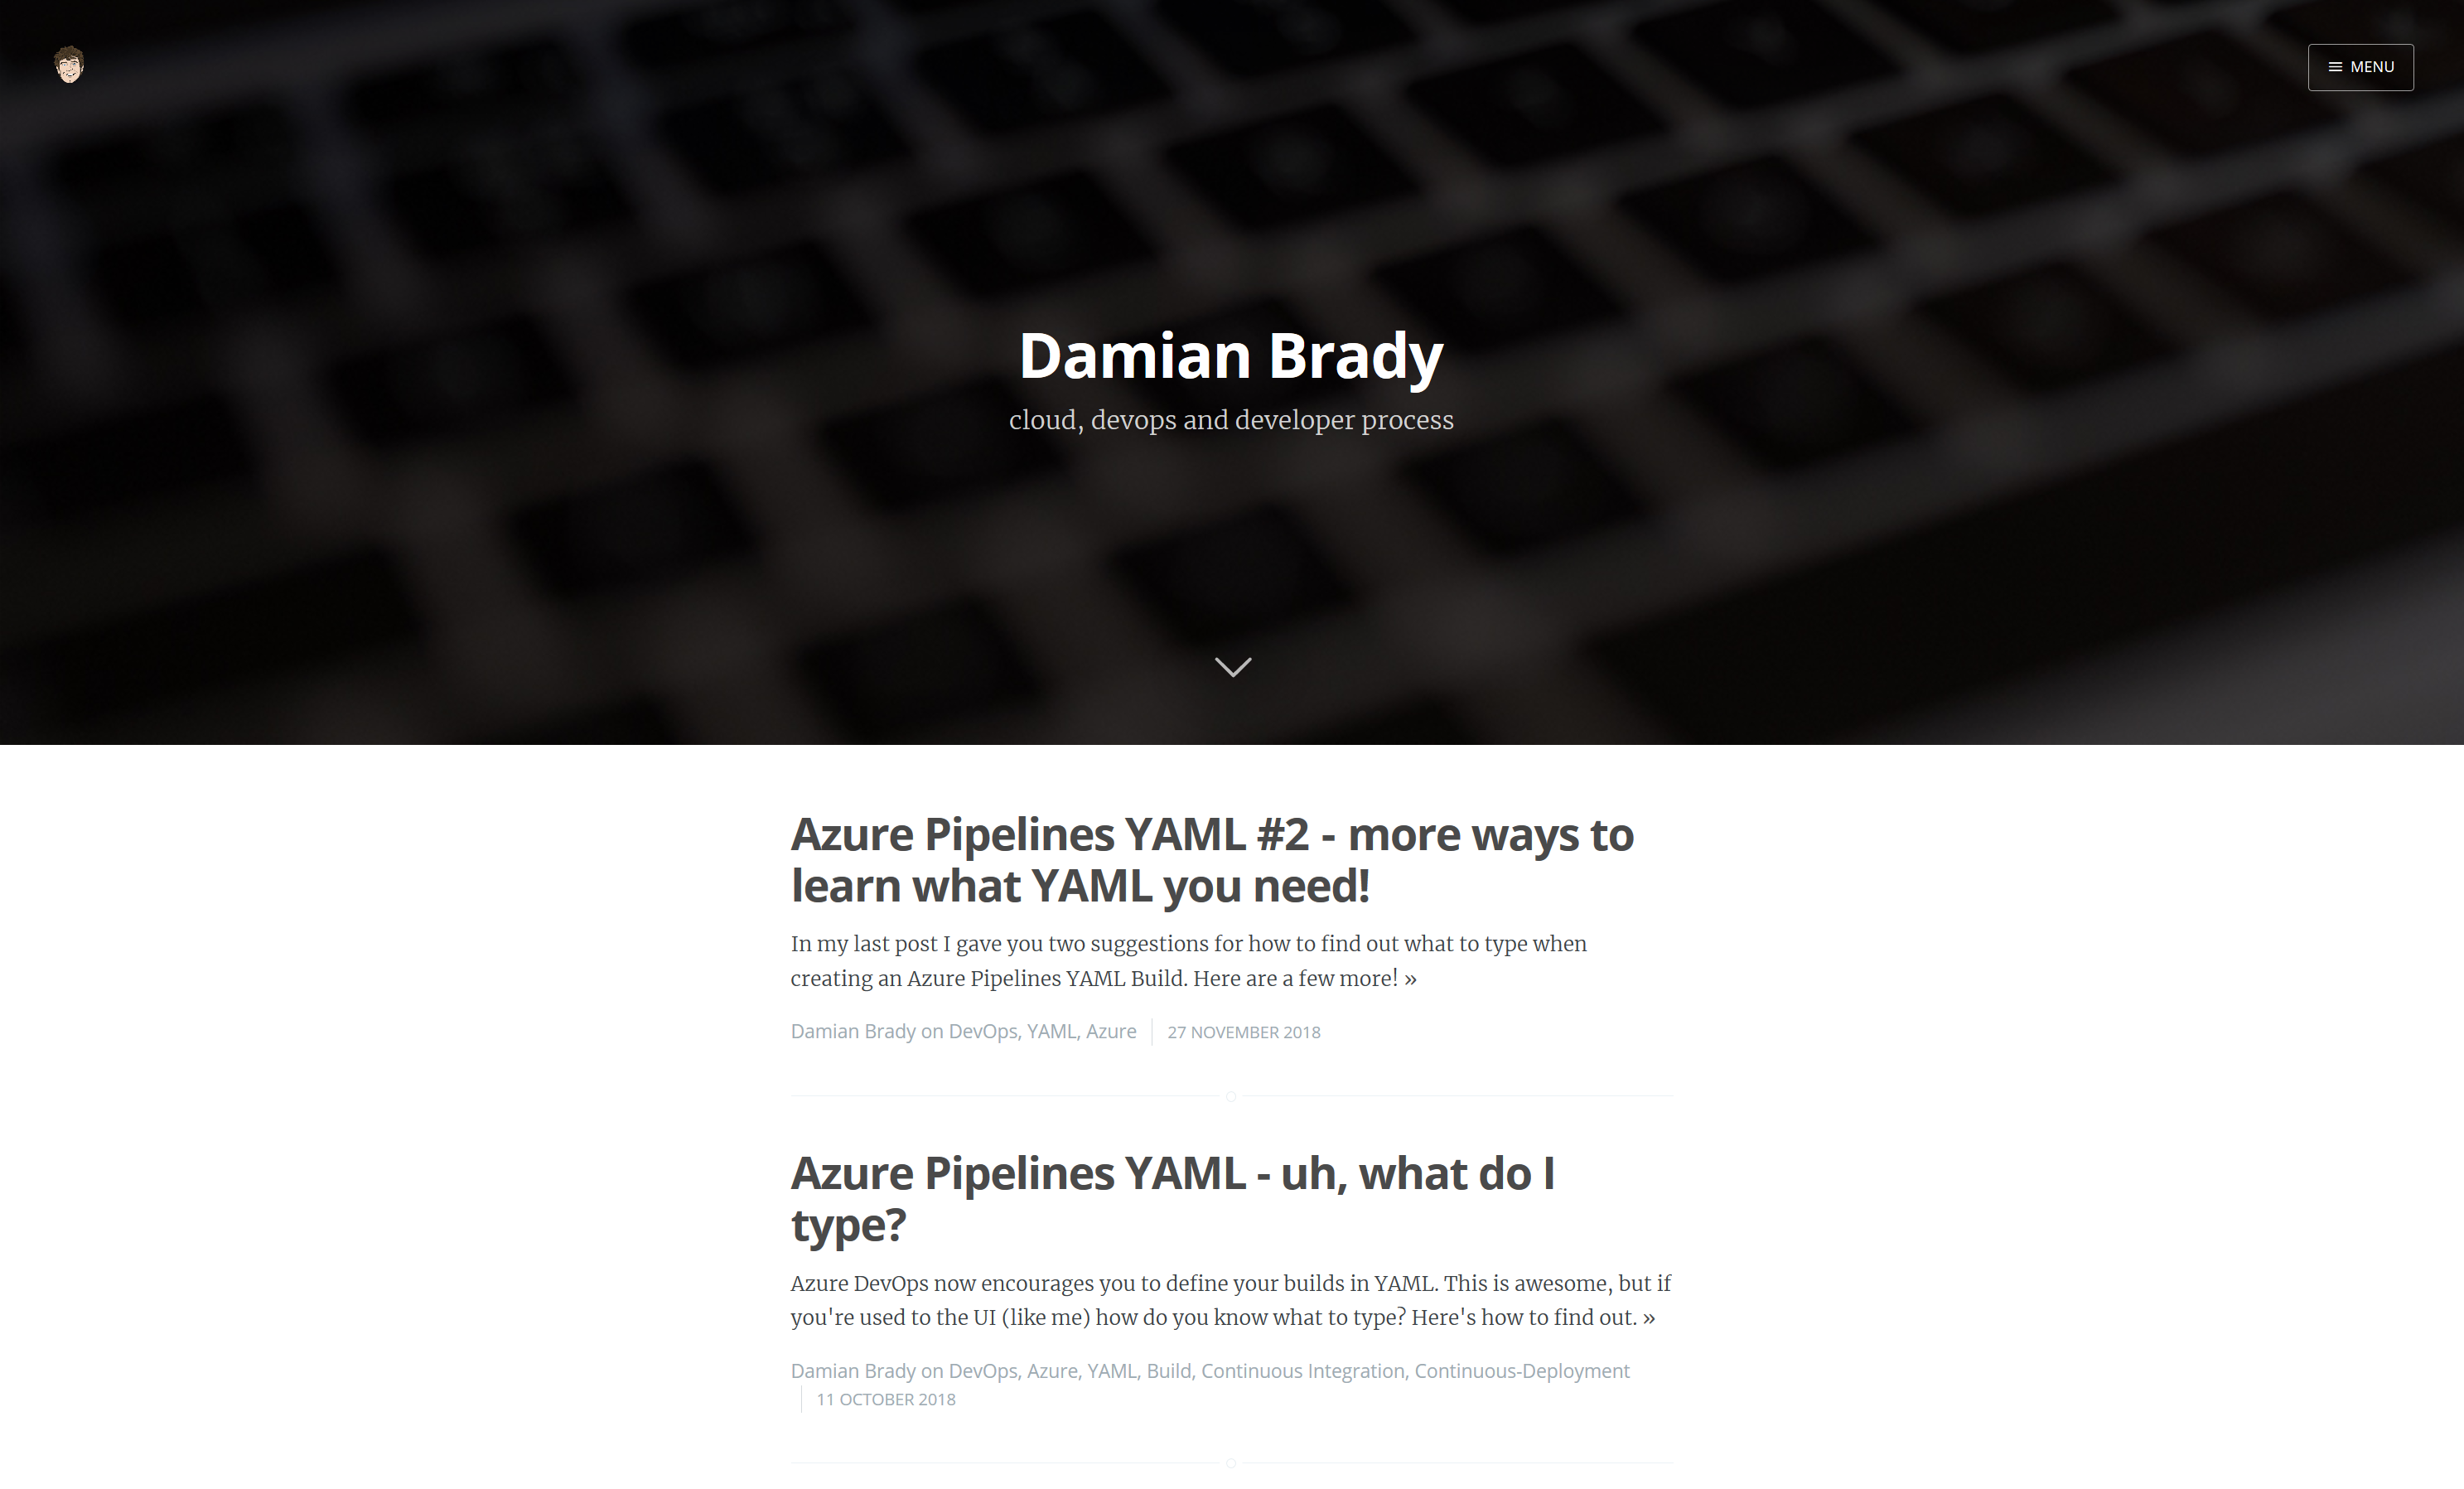 MENU
Damian Brady
cloud, devops and developer process
Azure Pipelines YAML #2 - more ways to
learn what YAML you need!
In my last post I gave you two suggestions for how to find out what to type when
creating an Azure Pipelines YAML Build. Here are a few more! »
Damian Brady on DevOps, YAML, Azure 27 NOVEMBER 2018
Azure Pipelines YAML - uh, what do I
type?
Azure DevOps now encourages you to define your builds in YAML. This is awesome, but if
you're used to the UI (like me) how do you know what to type? Here's how to find out. »
Damian Brady on DevOps, Azure, YAML, Build, Continuous Integration, Continuous-Deployment
11 OCTOBER 2018